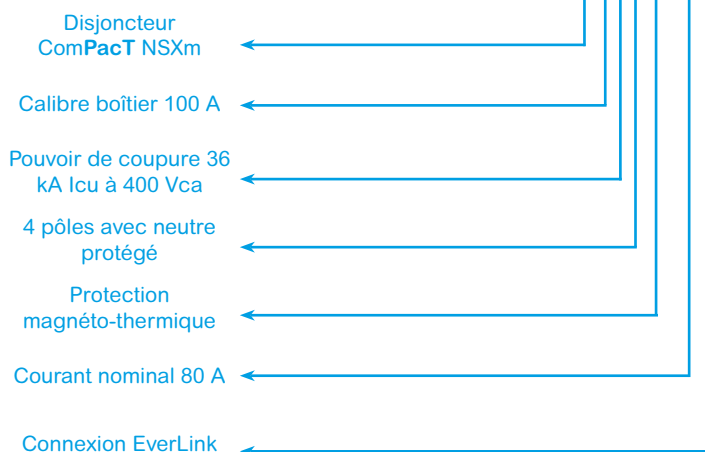 Disjoncteur
ComPacT NSXm
Calibre boîtier 100 A
Pouvoir de coupure 36
kA Icu à 400 Vca
4 pôles avec neutre
protégé
Protection
magnéto-thermique
Courant nominal 80 A
Connexion EverLink